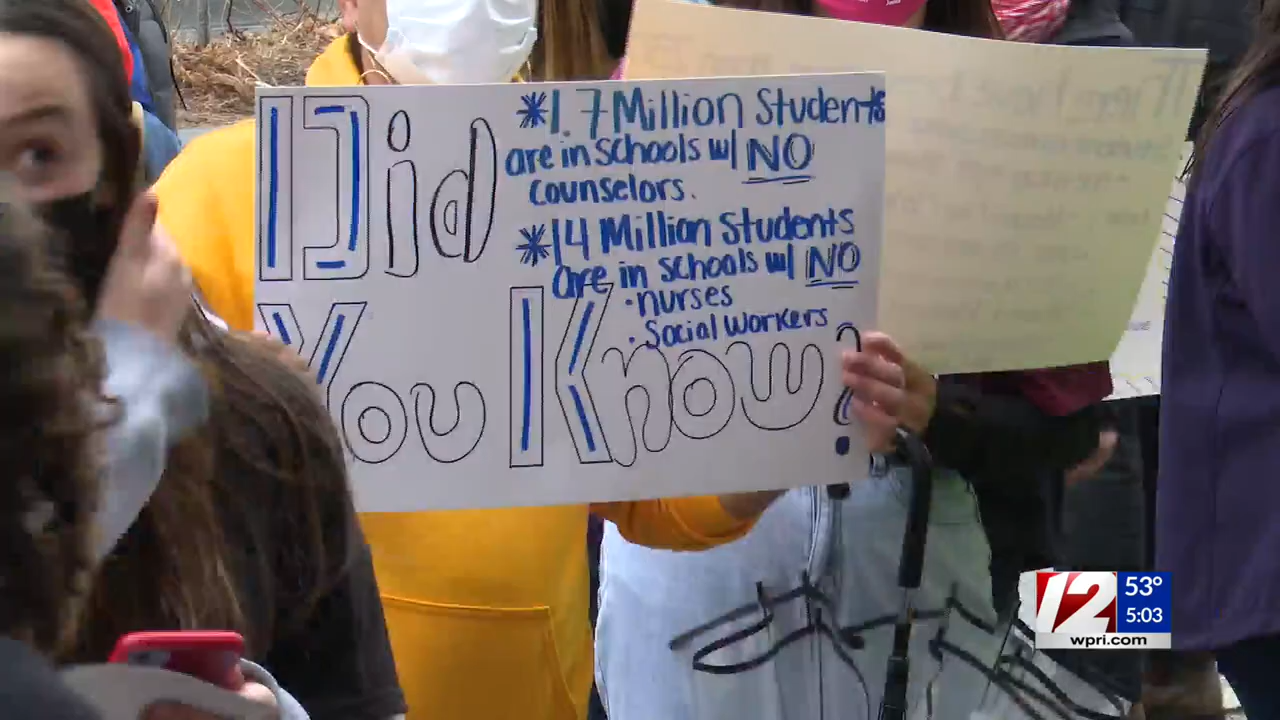 Did
You Know?
*1.7 Million Students
are in schools w/ NO
counselors.
*14 Million Students
are in schools w/ NO
·nurses
·Social Workers
12
53°
5:03
wpri.com